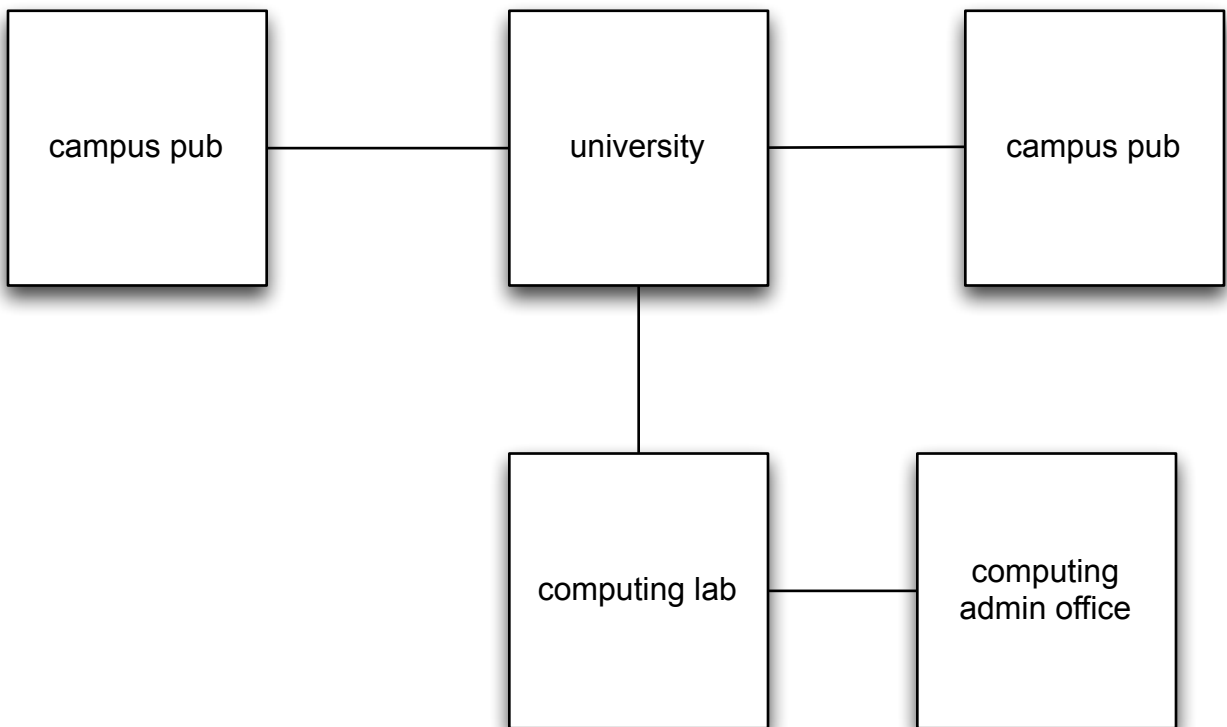 campus pub
university
campus pub
computing lab
computing
admin office